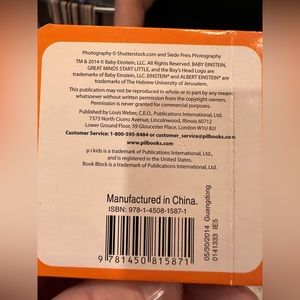 Photography © Shutterstock.com and Siede Preis Photography
TM & 2014 © Baby Einstein, LLC. All Rights Reserved. BABY EINSTEIN,
GREAT MINDS START LITTLE, and the Boy's Head Logo are
trademarks of Baby Einstein, LLC. EINSTEIN and ALBERT EINSTEIN are
trademarks of The Hebrew University of Jerusalem.
This publication may not be reproduced in whole or in part by any means
whatsoever without written permission from the copyright owners.
Permission is never granted for commercial purposes.
Published by Louis Weber, C.E.O., Publications International, Ltd.
7373 North Cicero Avenue, Lincolnwood, Illinois 60712
Lower Ground Floor, 59 Gloucester Place, London W1U 8JJ
Customer Service: 1-800-595-8484 or customer_service@pilbooks.com
www.pilbooks.com
p i kids is a trademark of Publications International, Ltd.,
and is registered in the United States.
Book Block is a trademark of Publications International, Ltd.
Manufactured in China.
ISBN: 978-1-4508-1587-1
9 781450 815871
05/30/2014 Guangdong
0141333 IE5